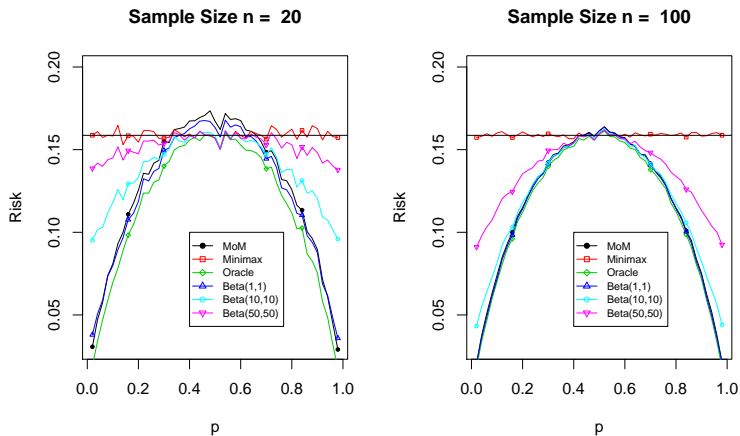 Sample Size n = 20
Risk
0.20
0.15
0.10
0.05
MoM
Minimax
Oracle
Beta(1,1)
Beta(10,10)
Beta(50,50)
0.0 0.2 0.4 0.6 0.8 1.0
p
Sample Size n = 100
Risk
0.20
0.15
0.10
0.05
MoM
Minimax
Oracle
Beta(1,1)
Beta(10,10)
Beta(50,50)
0.0 0.2 0.4 0.6 0.8 1.0
p